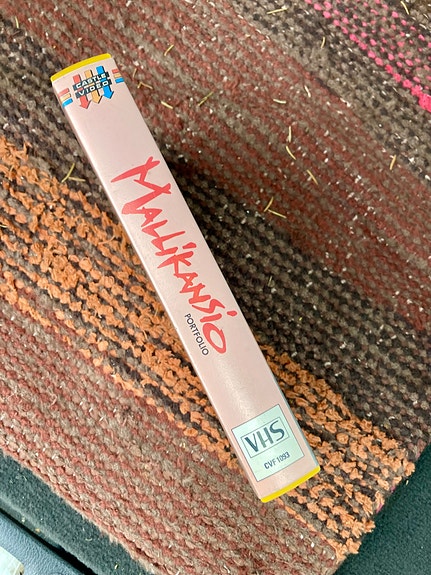 CASTLE
VIDEO
MALLIKANSIO
PORTFOLIO
VHS
CVF 1093